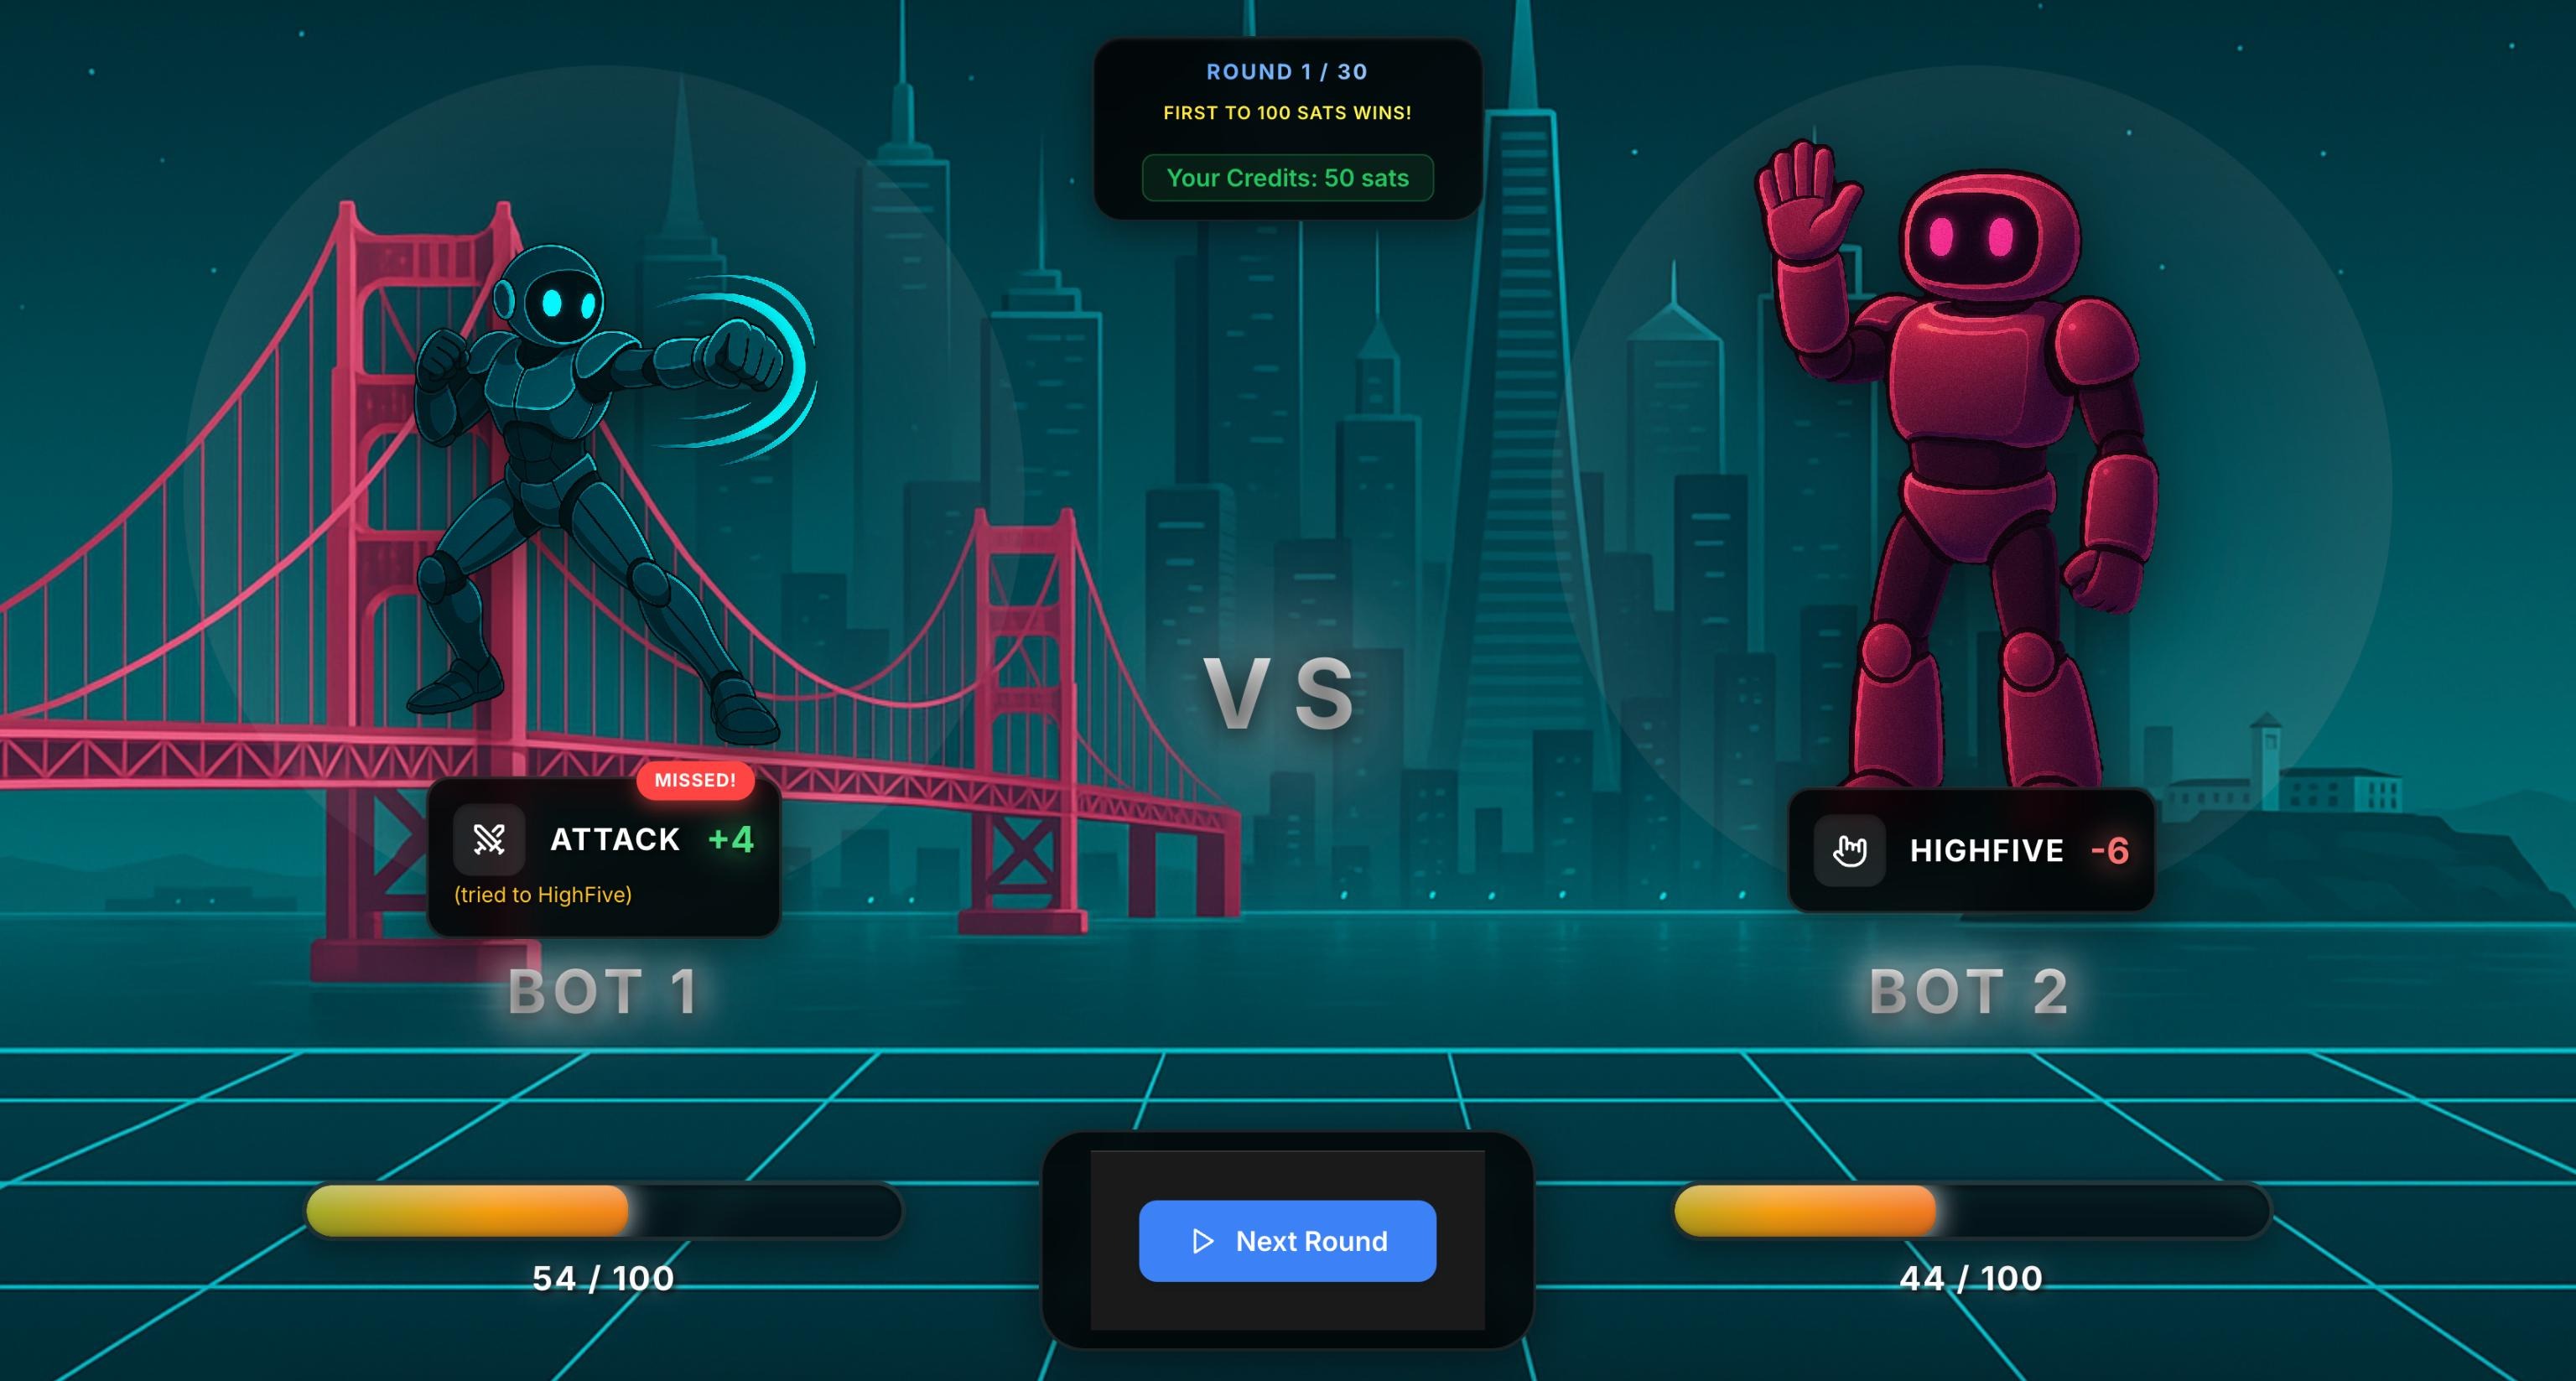 ROUND 1 / 30
FIRST TO 100 SATS WINS!
Your Credits: 50 sats
VS
MISSED!
ATTACK +4
(tried to HighFive)
HIGHFIVE -6
BOT 1
BOT 2
54 / 100
Next Round
44 / 100